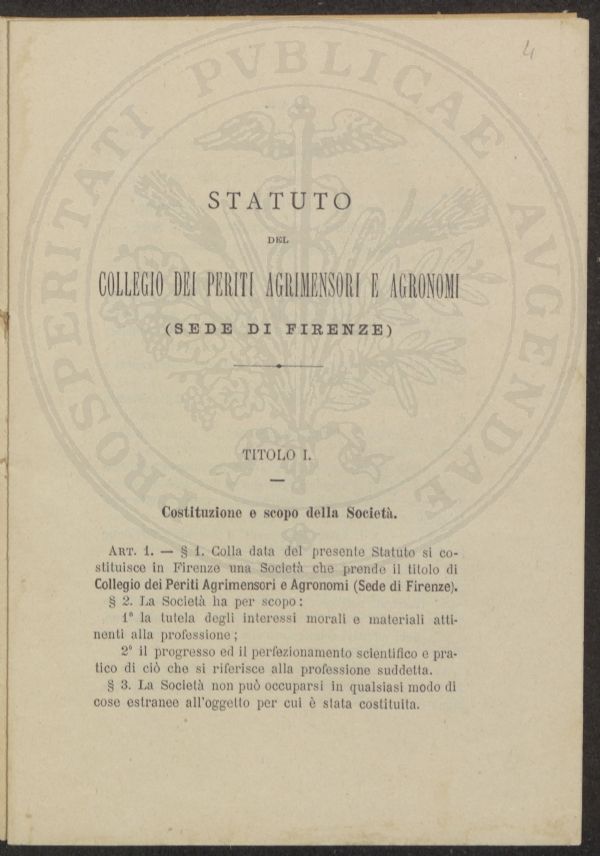 4
PROSPERITATI PVBLICAE AVGENDAE
STATUTO
DEL
COLLEGIO DEI PERITI AGRIMENSORI E AGRONOMI
(SEDE DI FIRENZE)
TITOLO I.
Costituzione e scopo della Società.
ART. 1. — § 1. Colla data del presente Statuto si co-
stituisce in Firenze una Società che prende il titolo di
Collegio dei Periti Agrimensori e Agronomi (Sede di Firenze).
§ 2. La Società ha per scopo:
1º la tutela degli interessi morali e materiali atti-
nenti alla professione;
2º il progresso ed il perfezionamento scientifico e pra-
tico di ciò che si riferisce alla professione suddetta.
§ 3. La Società non può occuparsi in qualsiasi modo di
cose estranee all'oggetto per cui è stata costituita.